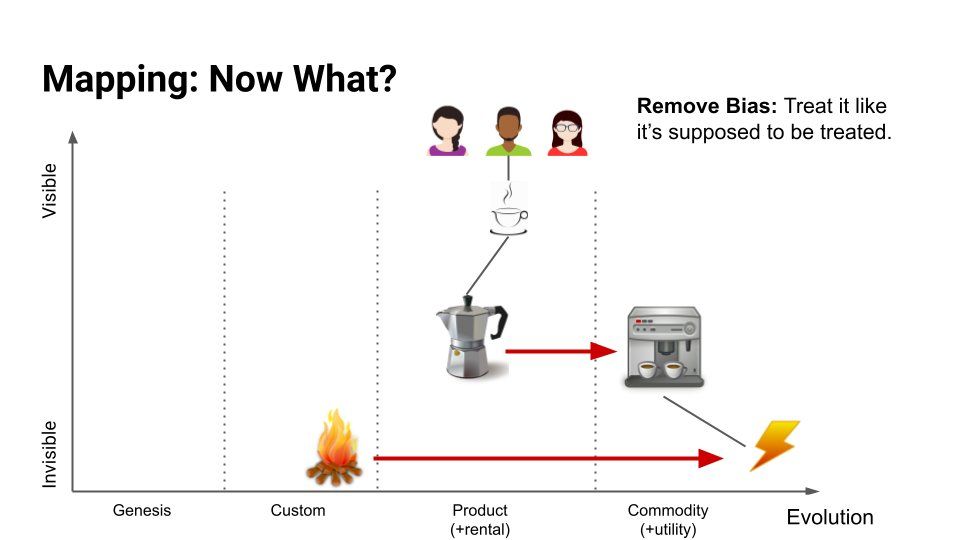 Mapping: Now What?
Remove Bias: Treat it like
it's supposed to be treated.
Visible
Invisible
Genesis
Custom
Product
(+rental)
Commodity
(+utility)
Evolution